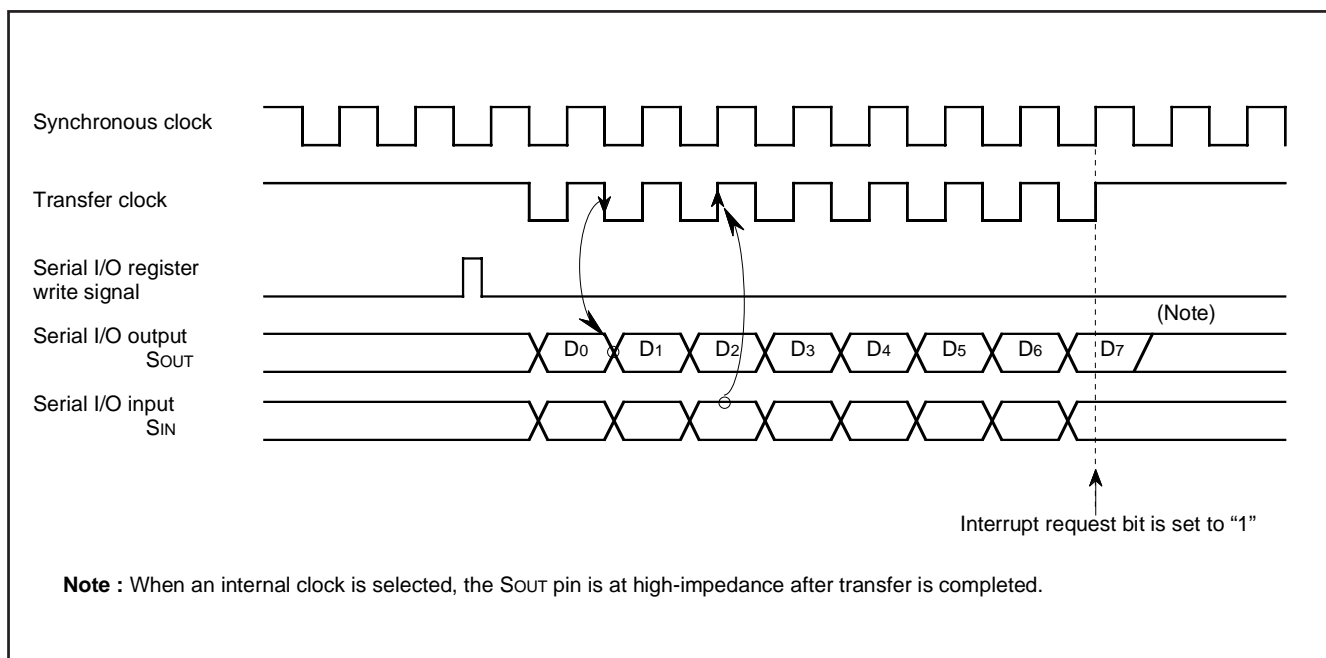 Synchronous clock
Transfer clock
Serial I/O register
write signal
(Note)
Serial I/O output
SOUT
D0 D1 D2 D3 D4 D5 D6 D7
Serial I/O input
SIN
Interrupt request bit is set to “1”
Note : When an internal clock is selected, the SOUT pin is at high-impedance after transfer is completed.